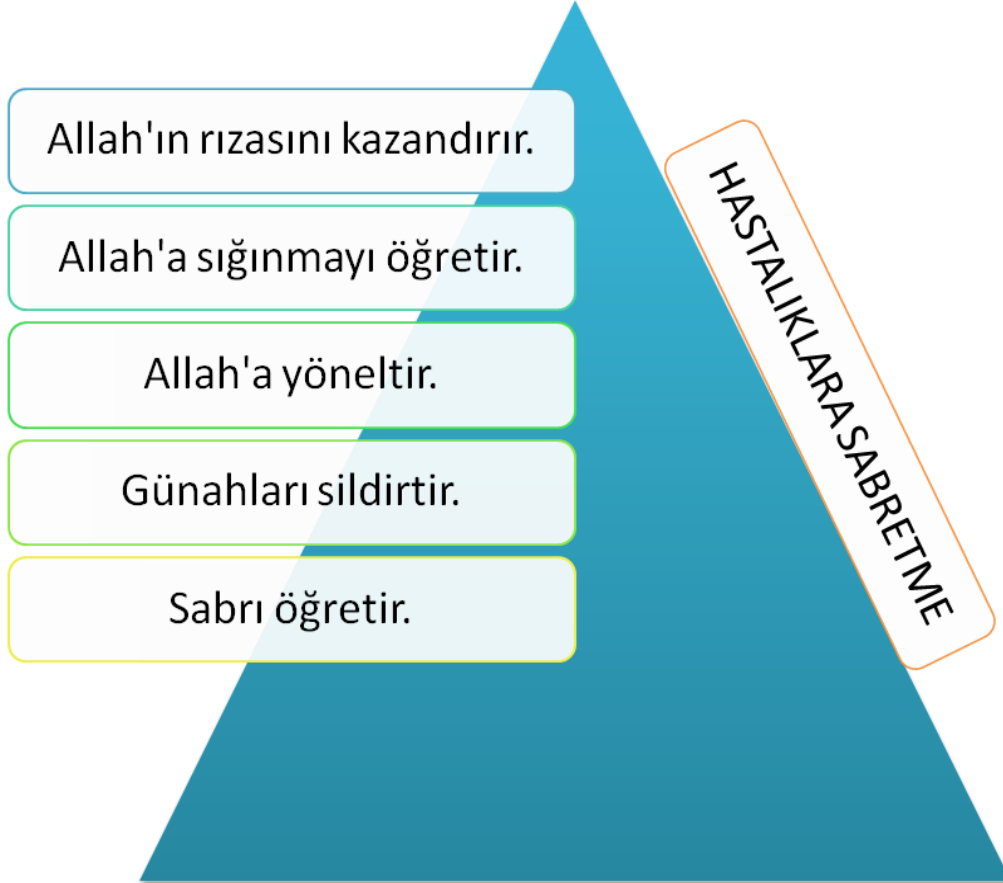 Allah'ın rızasını kazandırır.
Allah'a sığınmayı öğretir.
Allah'a yöneltir.
Günahları sildirtir.
Sabrı öğretir.
HASTALIKLARA SABRETME